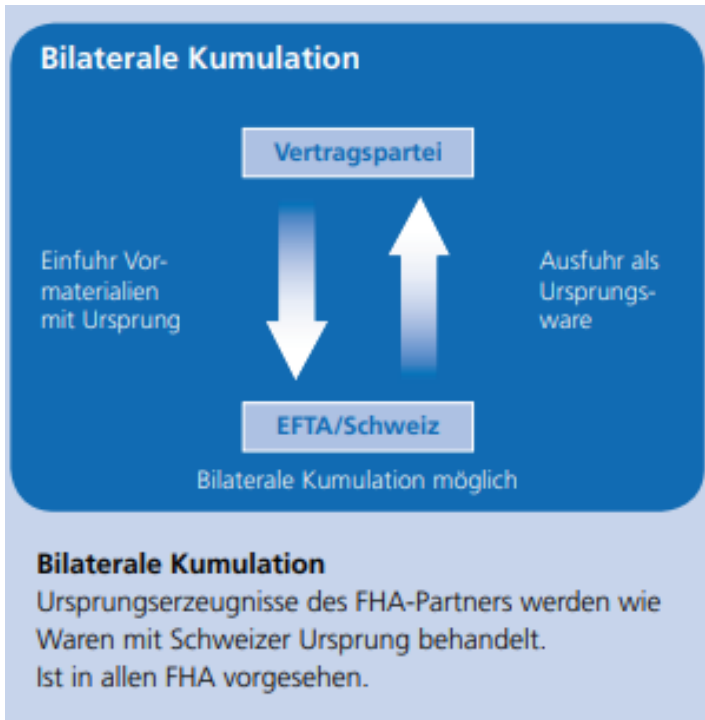 Bilaterale Kumulation
Vertragspartei
Einfuhr Vor-
materialien
mit Ursprung
Ausfuhr als
Ursprungs-
ware
EFTA/Schweiz
Bilaterale Kumulation möglich
Bilaterale Kumulation
Ursprungserzeugnisse des FHA-Partners werden wie
Waren mit Schweizer Ursprung behandelt.
Ist in allen FHA vorgesehen.